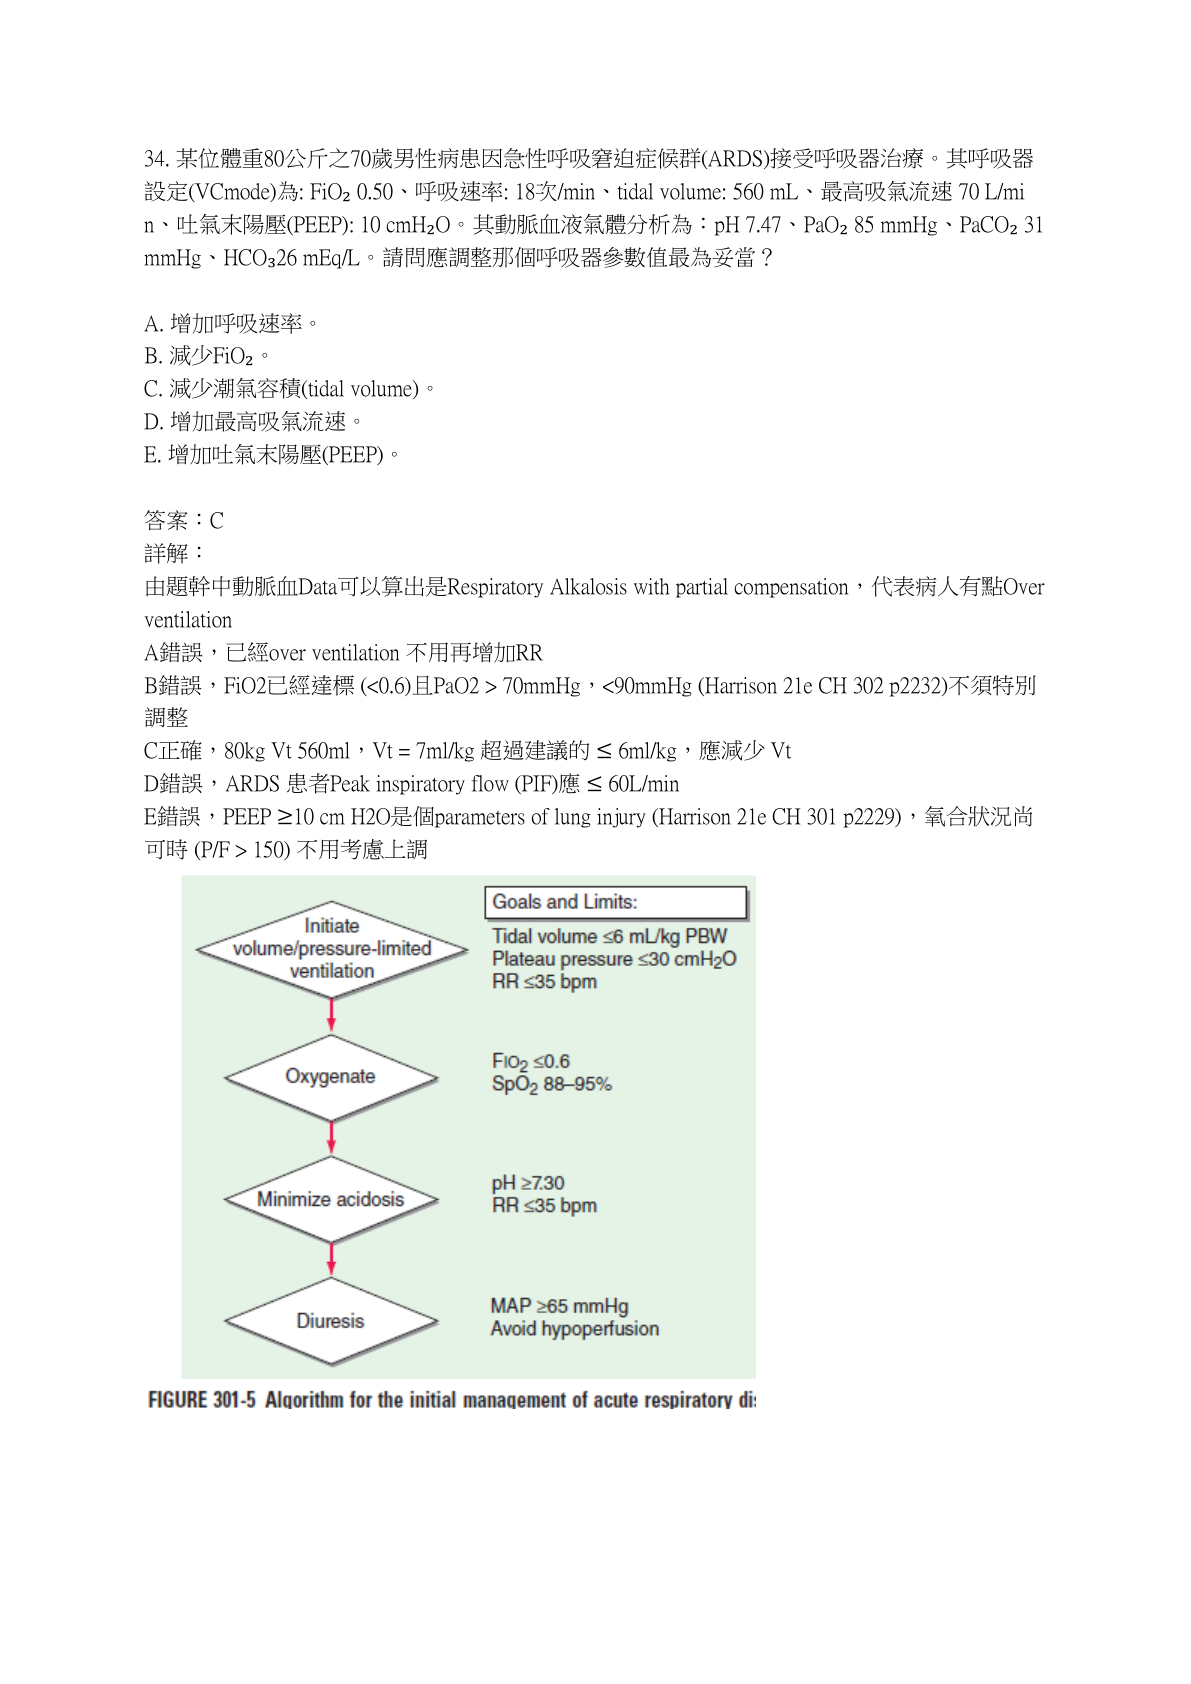 34. 某位體重80公斤之70歲男性病患因急性呼吸窘迫症候群(ARDS)接受呼吸器治療。其呼吸器
設定(VCmode)為: FiO₂ 0.50、呼吸速率: 18次/min、tidal volume: 560 mL、最高吸氣流速 70 L/mi
n、吐氣末陽壓(PEEP): 10 cmH₂O。其動脈血液氣體分析為：pH 7.47、PaO₂ 85 mmHg、PaCO₂ 31
mmHg、HCO₃26 mEq/L。請問應調整那個呼吸器參數值最為妥當？
A. 增加呼吸速率。
B. 減少FiO₂。
C. 減少潮氣容積(tidal volume)。
D. 增加最高吸氣流速。
E. 增加吐氣末陽壓(PEEP)。
答案：C
詳解：
由題幹中動脈血Data可以算出是Respiratory Alkalosis with partial compensation，代表病人有點Over
ventilation
A錯誤，已經over ventilation 不用再增加RR
B錯誤，FiO2已經達標 (<0.6)且PaO2 > 70mmHg，<90mmHg (Harrison 21e CH 302 p2232)不須特別
調整
C正確，80kg Vt 560ml，Vt = 7ml/kg 超過建議的 ≤ 6ml/kg，應減少 Vt
D錯誤，ARDS 患者Peak inspiratory flow (PIF)應 ≤ 60L/min
E錯誤，PEEP ≥10 cm H2O是個parameters of lung injury (Harrison 21e CH 301 p2229)，氧合狀況尚
可時 (P/F > 150) 不用考慮上調
Goals and Limits:
Initiate
volume/pressure-limited
ventilation
Tidal volume ≤6 mL/kg PBW
Plateau pressure ≤30 cmH2O
RR ≤35 bpm
Oxygenate
FIO2 ≤0.6
SpO2 88–95%
Minimize acidosis
pH ≥7.30
RR ≤35 bpm
Diuresis
MAP ≥65 mmHg
Avoid hypoperfusion
FIGURE 301-5 Algorithm for the initial management of acute respiratory dis